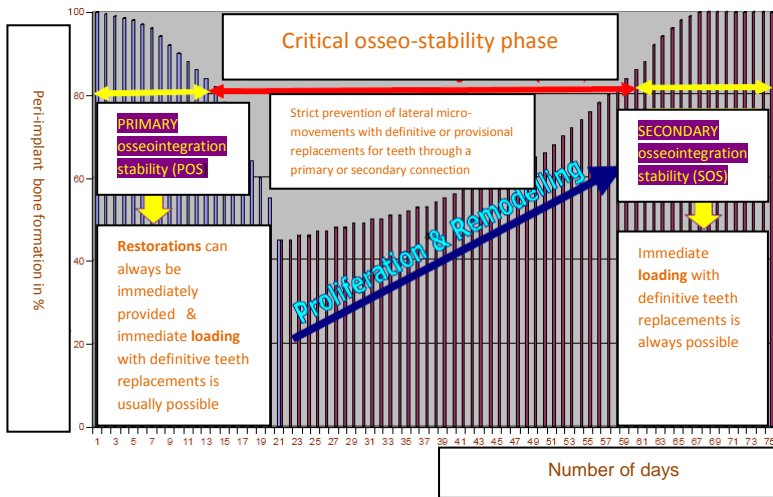 Critical osseo-stability phase
Peri-implant bone formation in %
100
80
60
40
20
0
PRIMARY
osseointegration
stability (POS)
Strict prevention of lateral micro-
movements with definitive or provisional
replacements for teeth through a
primary or secondary connection
SECONDARY
osseointegration
stability (SOS)
Restorations can
always be
immediately
provided &
immediate loading
with definitive teeth
replacements is
usually possible
Proliferation & Remodelling
Immediate
loading with
definitive teeth
replacements is
always possible
1 3 5 7 9 11 13 15 17 19 21 23 25 27 29 31 33 35 37 39 41 43 45 47 49 51 53 55 57 59 61 63 65 67 69 71 73 75
Number of days